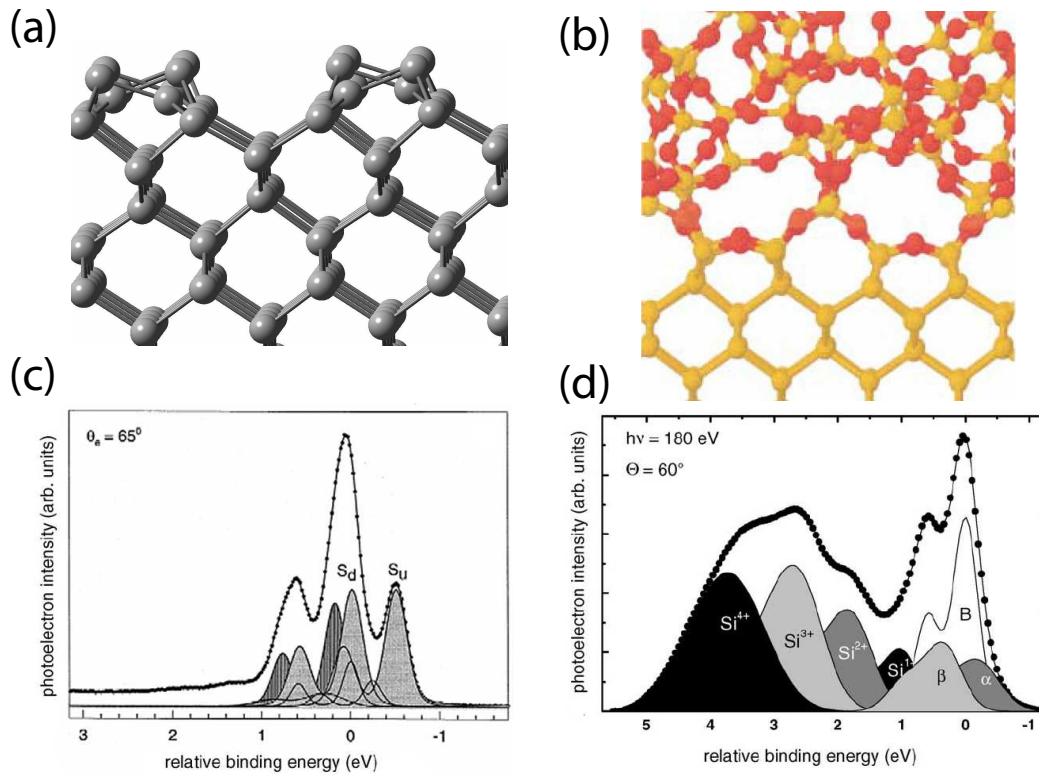 (a)
(b)
(c)
photoelectron intensity (arb. units)
θe = 65⁰
Sd
Su
3 2 1 0 -1
relative binding energy (eV)
(d)
photoelectron intensity (arb. units)
hν = 180 eV
Θ = 60°
Si⁴⁺
Si³⁺
Si²⁺
Si¹
β
B
α
5 4 3 2 1 0 -1
relative binding energy (eV)